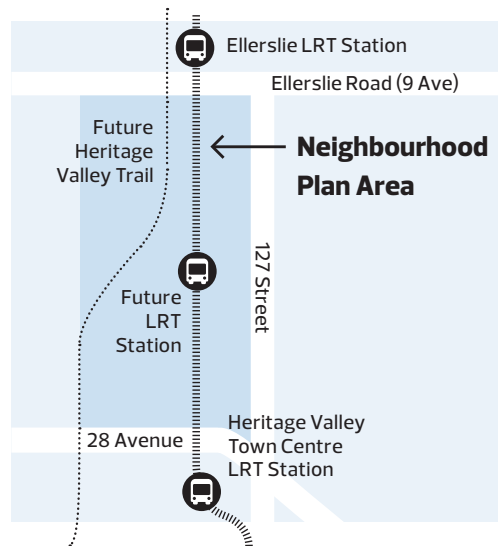 Ellerslie LRT Station
Ellerslie Road (9 Ave)
Future
Heritage
Valley Trail
Neighbourhood
Plan Area
127 Street
Future
LRT
Station
28 Avenue
Heritage Valley
Town Centre
LRT Station